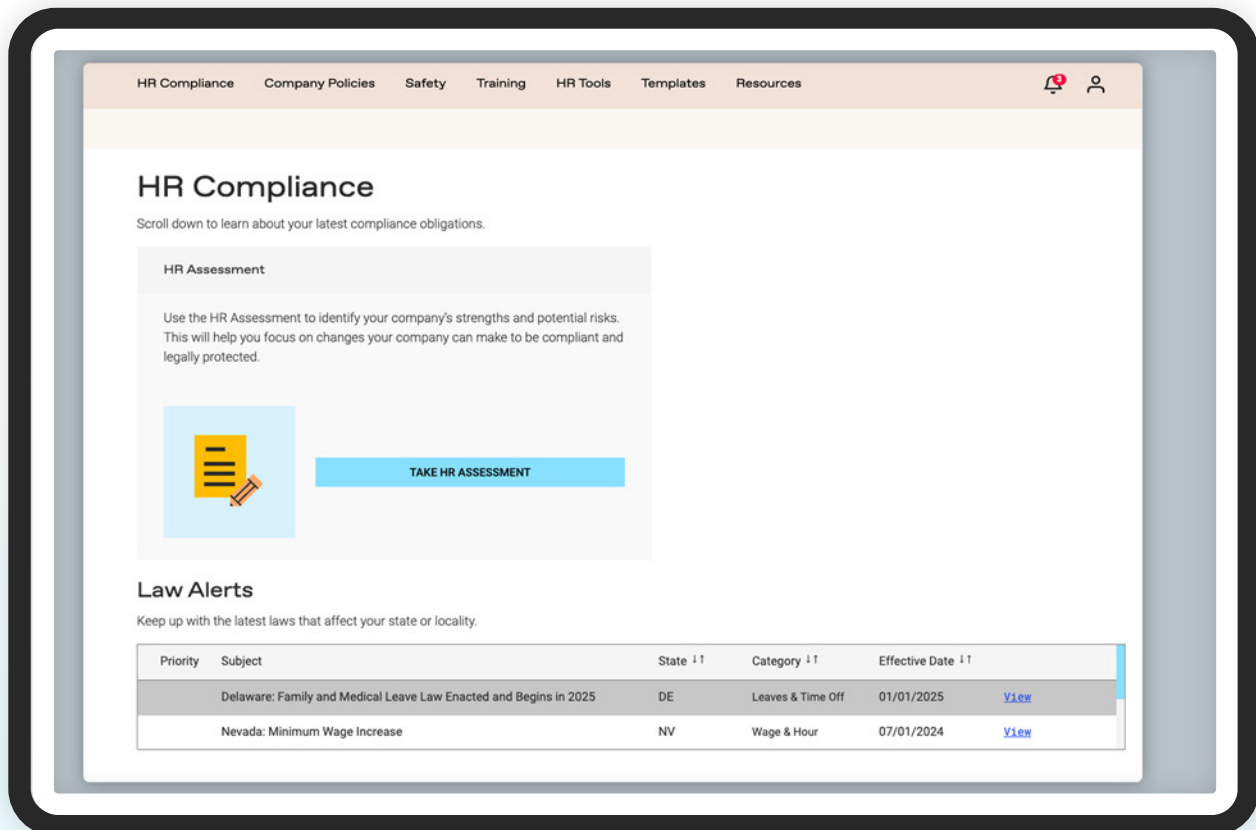 HR Compliance Company Policies Safety Training HR Tools Templates Resources 3
HR Compliance
Scroll down to learn about your latest compliance obligations.
HR Assessment
Use the HR Assessment to identify your company's strengths and potential risks.
This will help you focus on changes your company can make to be compliant and
legally protected.
TAKE HR ASSESSMENT
Law Alerts
Keep up with the latest laws that affect your state or locality.
Priority Subject State ↓↑ Category ↓↑ Effective Date ↓↑
Delaware: Family and Medical Leave Law Enacted and Begins in 2025 DE Leaves & Time Off 01/01/2025 View
Nevada: Minimum Wage Increase NV Wage & Hour 07/01/2024 View